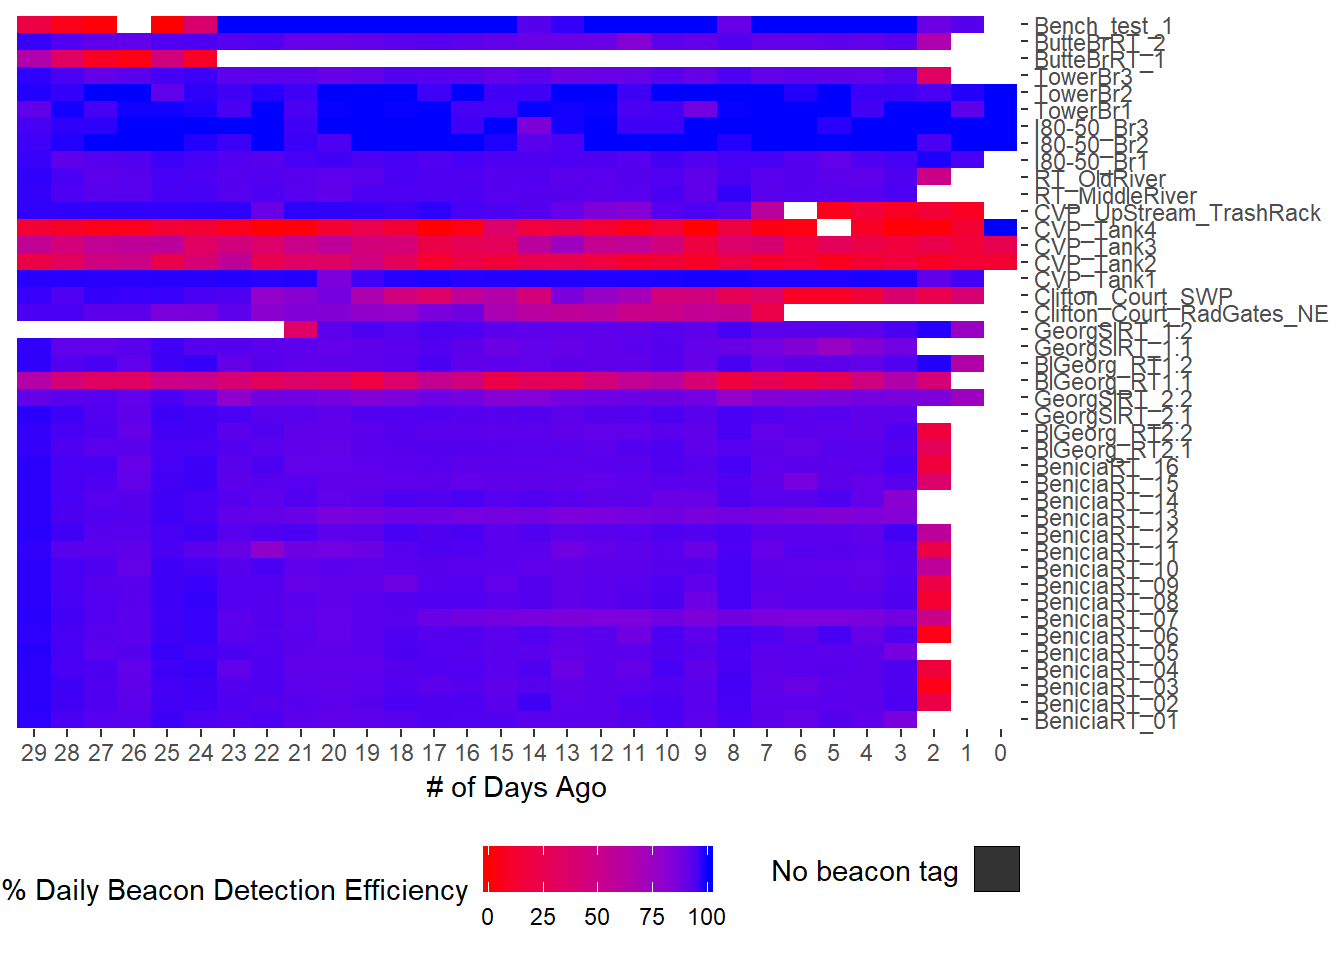 Bench_test_1
ButteBrRT_2
ButteBrRT_1
TowerBr3
TowerBr2
TowerBr1
I80-50_Br3
I80-50_Br2
I80-50_Br1
RT_OldRiver
RT_MiddleRiver
CVP_UpStream_TrashRack
CVP_Tank4
CVP_Tank3
CVP_Tank2
CVP_Tank1
Clifton_Court_SWP
Clifton_Court_RadGates_NE
GeorgSlRT_1.2
GeorgSlRT_1.1
BlGeorg_RT1.2
BlGeorg_RT1.1
GeorgSlRT_2.2
GeorgSlRT_2.1
BlGeorg_RT2.2
BlGeorg_RT2.1
BeniciaRT_16
BeniciaRT_15
BeniciaRT_14
BeniciaRT_13
BeniciaRT_12
BeniciaRT_11
BeniciaRT_10
BeniciaRT_09
BeniciaRT_08
BeniciaRT_07
BeniciaRT_06
BeniciaRT_05
BeniciaRT_04
BeniciaRT_03
BeniciaRT_02
BeniciaRT_01
29 28 27 26 25 24 23 22 21 20 19 18 17 16 15 14 13 12 11 10 9 8 7 6 5 4 3 2 1 0
# of Days Ago
% Daily Beacon Detection Efficiency
0 25 50 75 100
No beacon tag